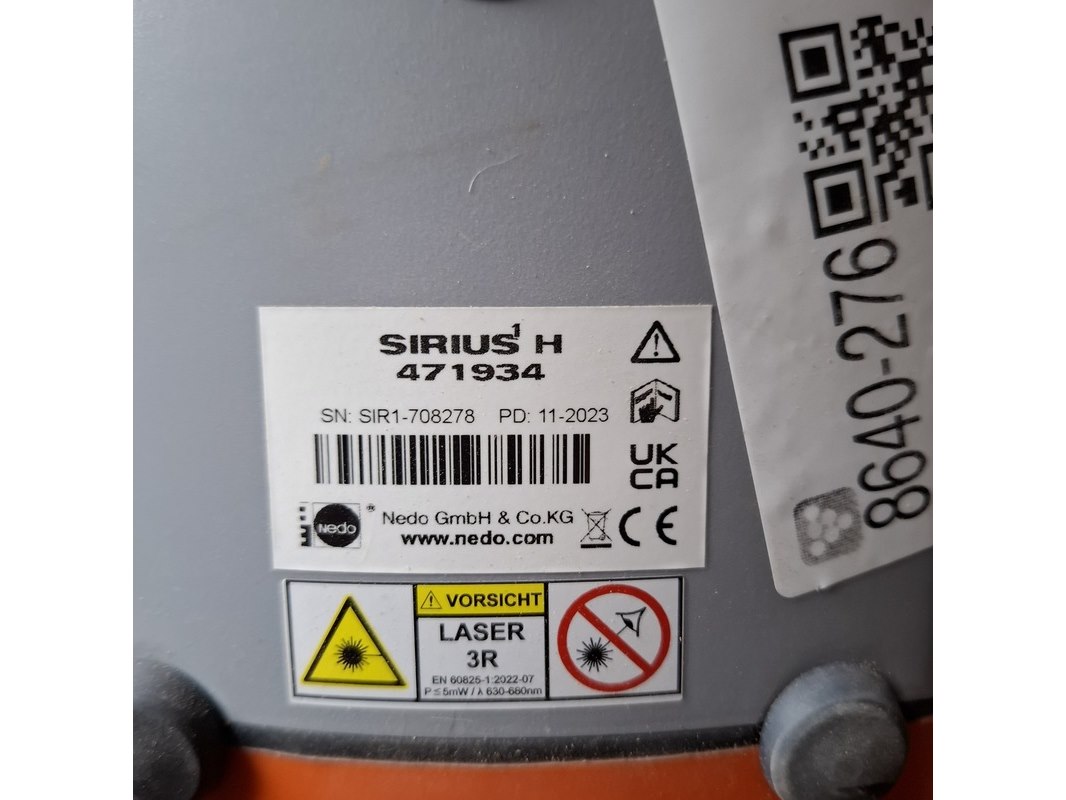 SIRIUS¹ H
471934
SN: SIR1-708278 PD: 11-2023
UK
CA
Nedo ® Nedo GmbH & Co.KG CE
www.nedo.com
VORSICHT
LASER
3R
EN 60825-1:2022-07
P ≤ 5mW / λ 630-680nm
8640-276